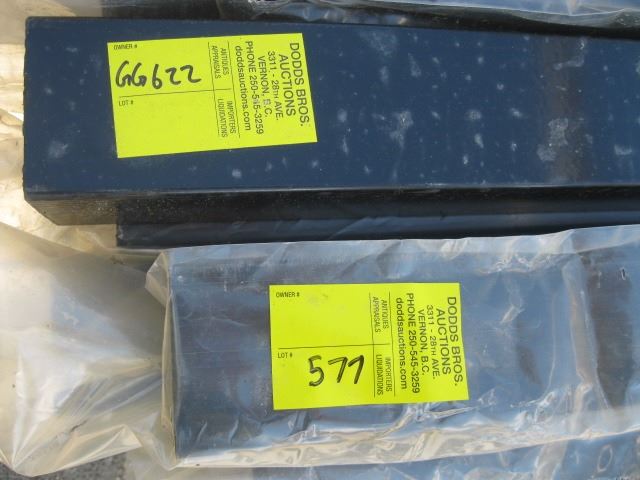 OWNER #
GG622
LOT #
ANTIQUES
APPRAISALS
IMPORTERS
LIQUIDATIONS
DODDS BROS.
AUCTIONS
3311 - 28TH AVE.
VERNON, B.C.
PHONE 250-545-3259
doddsauctions.com
OWNER #
LOT #
577
ANTIQUES
APPRAISALS
IMPORTERS
LIQUIDATIONS
DODDS BROS.
AUCTIONS
3311 - 28TH AVE.
VERNON, B.C.
PHONE 250-545-3259
doddsauctions.com